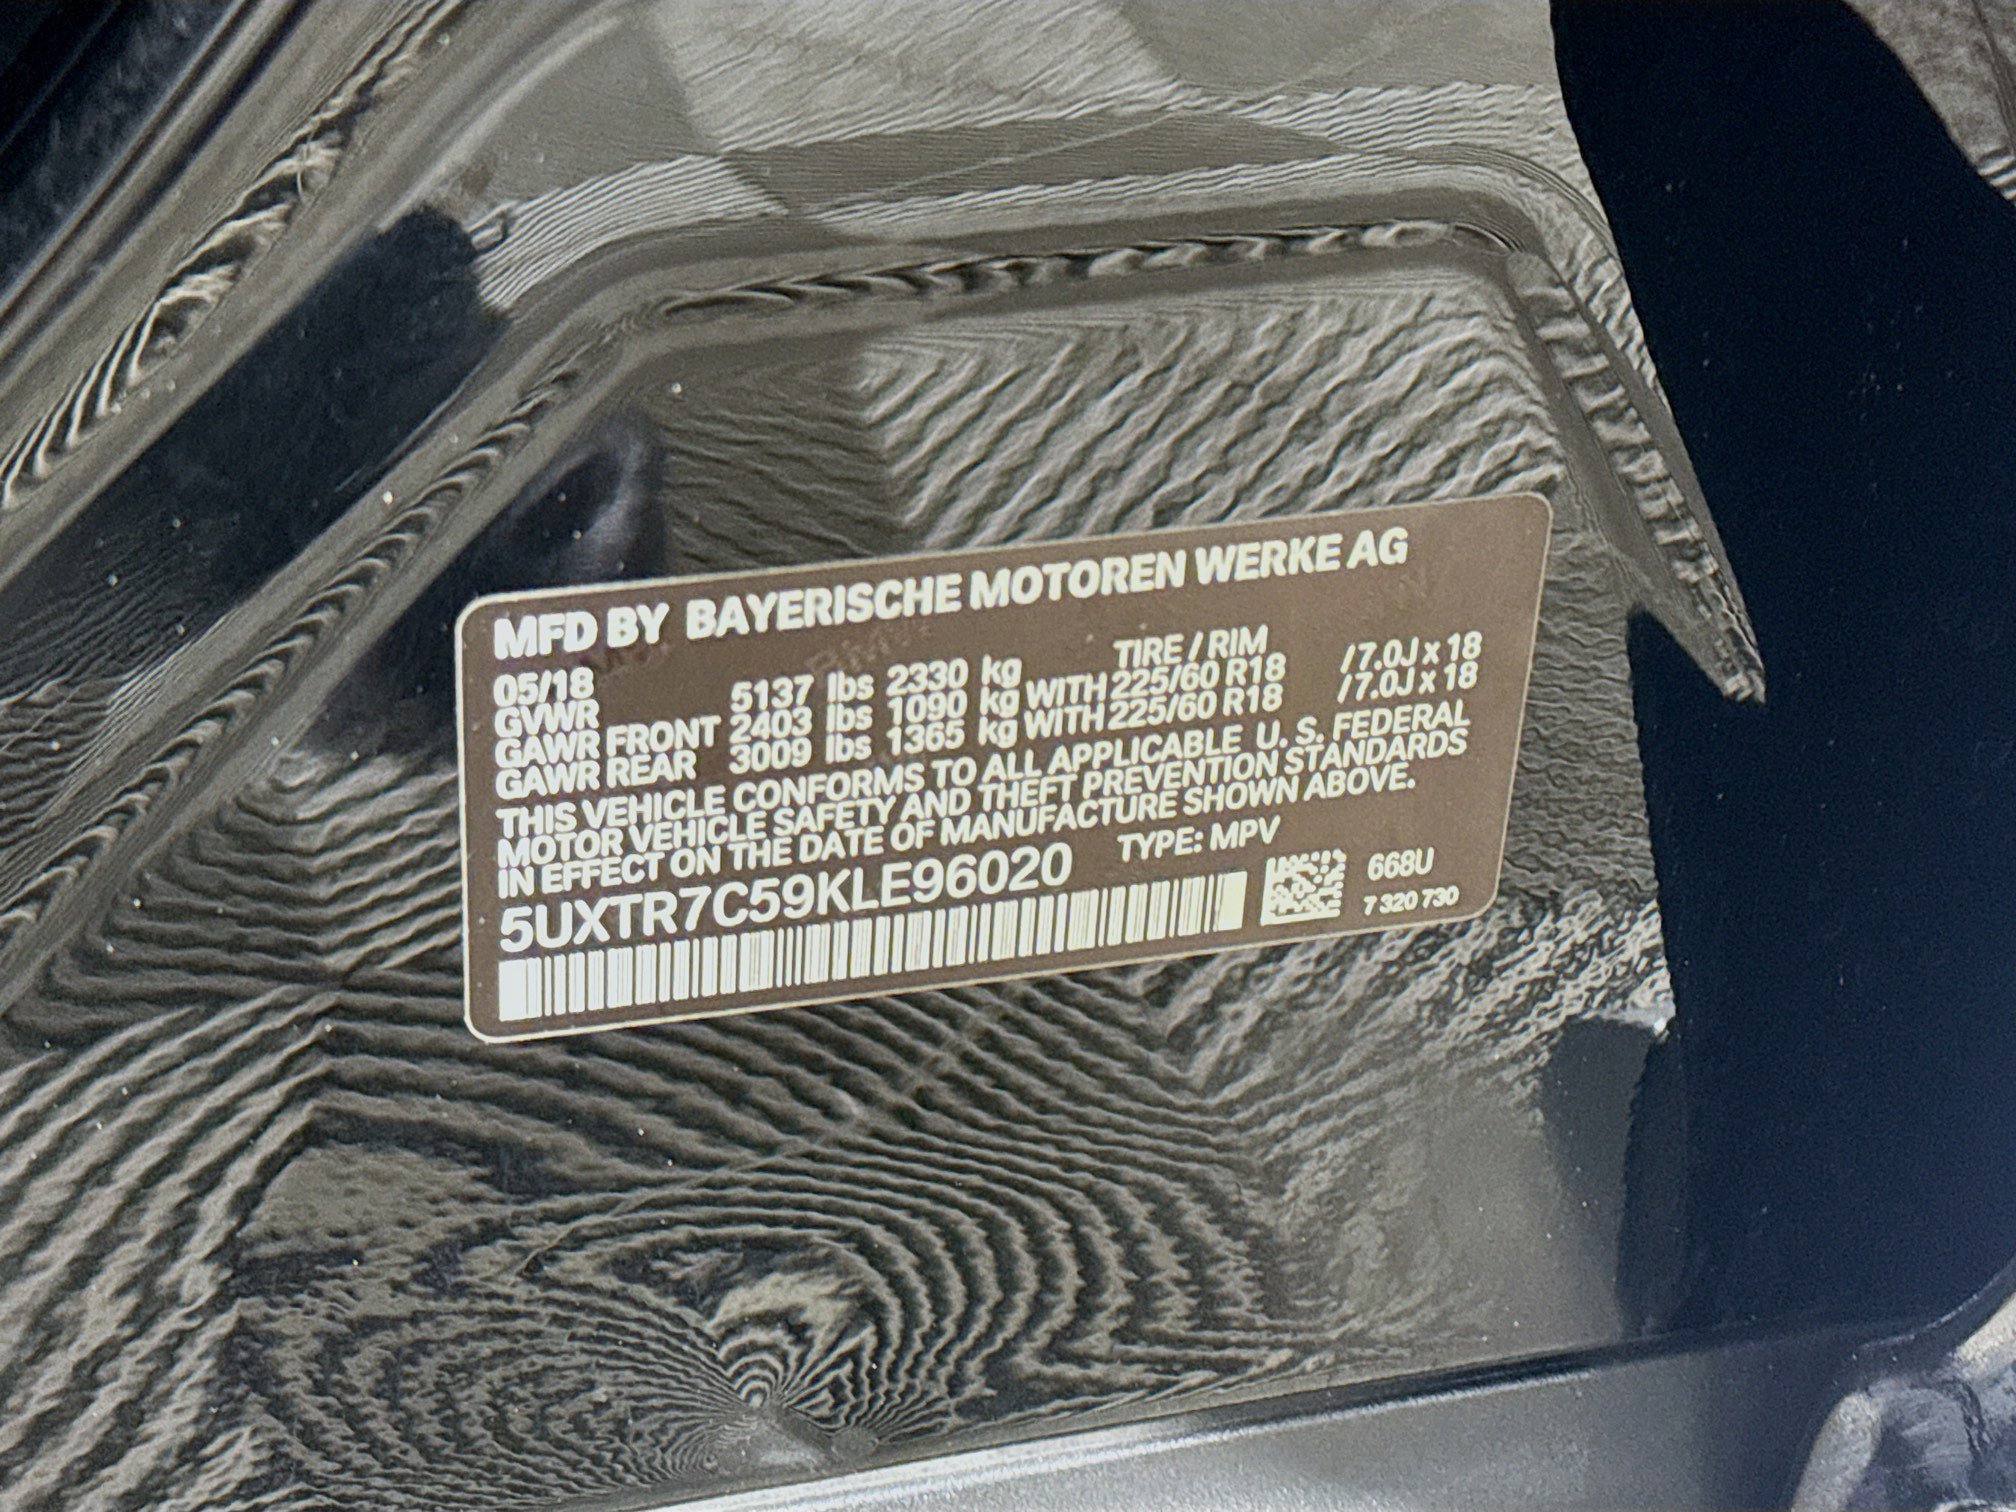 MFD BY BAYERISCHE MOTOREN WERKE AG
05/18 TIRE / RIM
GVWR 5137 lbs 2330 kg
GAWR FRONT 2403 lbs 1090 kg WITH 225/60 R18 /7.0J x 18
GAWR REAR 3009 lbs 1365 kg WITH 225/60 R18 /7.0J x 18
THIS VEHICLE CONFORMS TO ALL APPLICABLE U. S. FEDERAL
MOTOR VEHICLE SAFETY AND THEFT PREVENTION STANDARDS
IN EFFECT ON THE DATE OF MANUFACTURE SHOWN ABOVE.
5UXTR7C59KLE96020 TYPE: MPV
668U
7 320 730